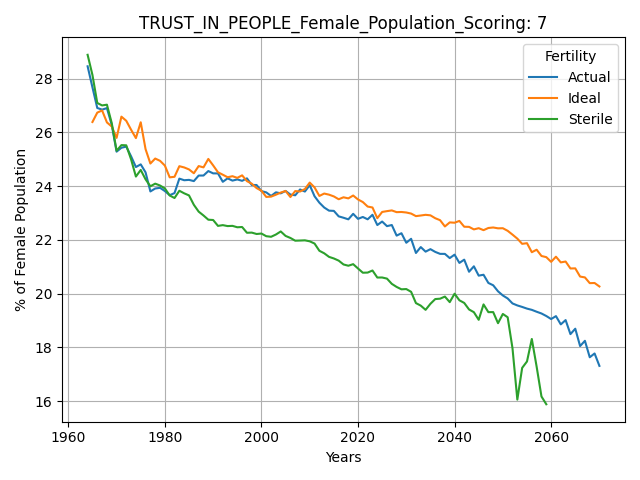 TRUST_IN_PEOPLE_Female_Population_Scoring: 7
Fertility
Actual
Ideal
Sterile
% of Female Population
28
26
24
22
20
18
16
1960 1980 2000 2020 2040 2060
Years